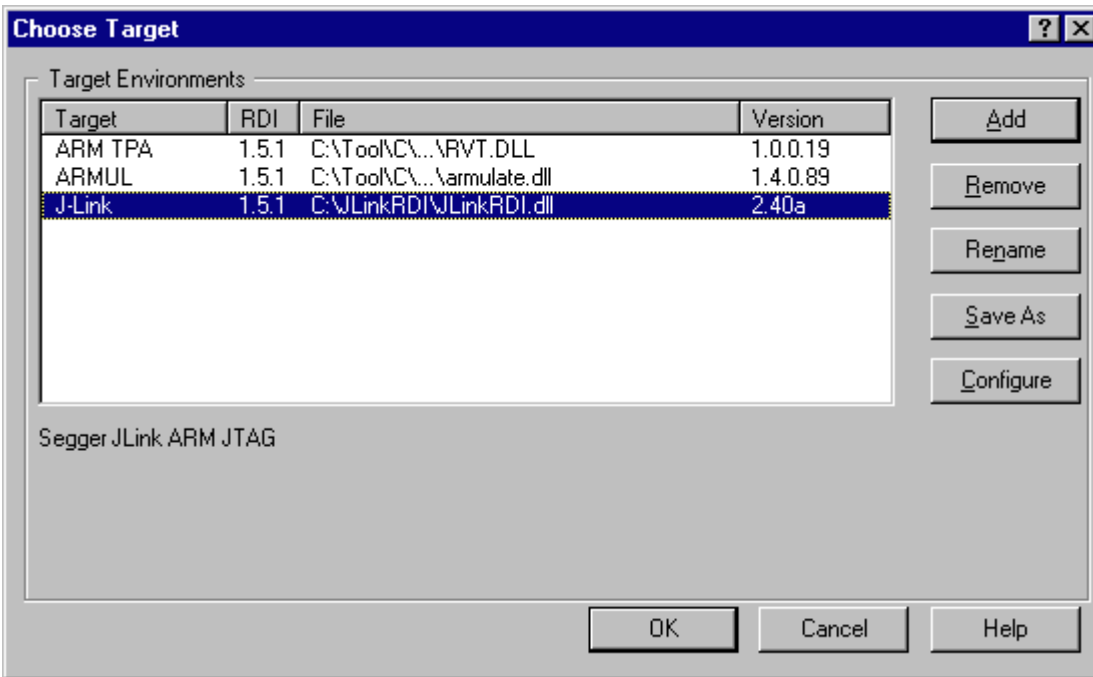 Choose Target
Target Environments
Target RDI File Version
ARM TPA 1.5.1 C:\Tool\C\...\RVT.DLL 1.0.0.19
ARMUL 1.5.1 C:\Tool\C\...\armulate.dll 1.4.0.89
J-Link 1.5.1 C:\JLinkRDI\JLinkRDI.dll 2.40a
Add
Remove
Rename
Save As
Configure
Segger JLink ARM JTAG
OK Cancel Help